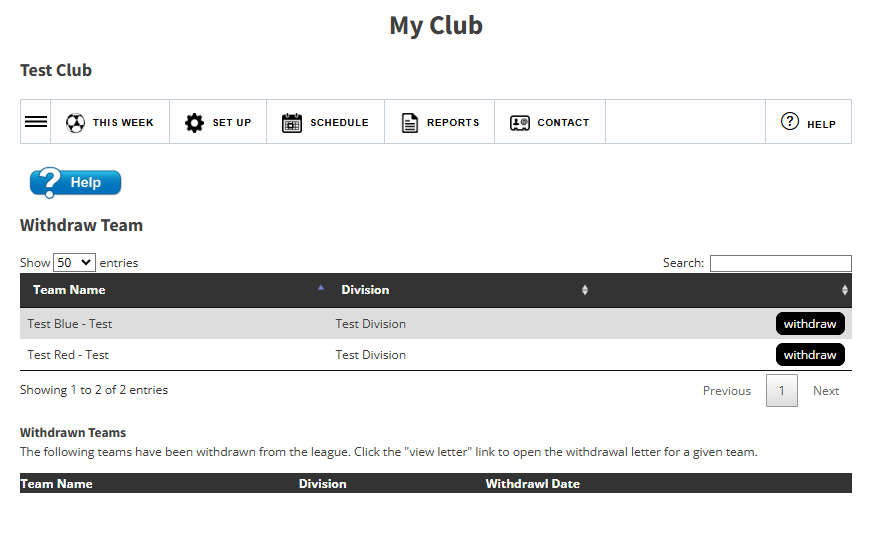 My Club
Test Club
THIS WEEK SET UP SCHEDULE REPORTS CONTACT HELP
Help
Withdraw Team
Show 50 entries Search:
Team Name Division
Test Blue - Test Test Division withdraw
Test Red - Test Test Division withdraw
Showing 1 to 2 of 2 entries Previous 1 Next
Withdrawn Teams
The following teams have been withdrawn from the league. Click the "view letter" link to open the withdrawal letter for a given team.
Team Name Division Withdrawl Date